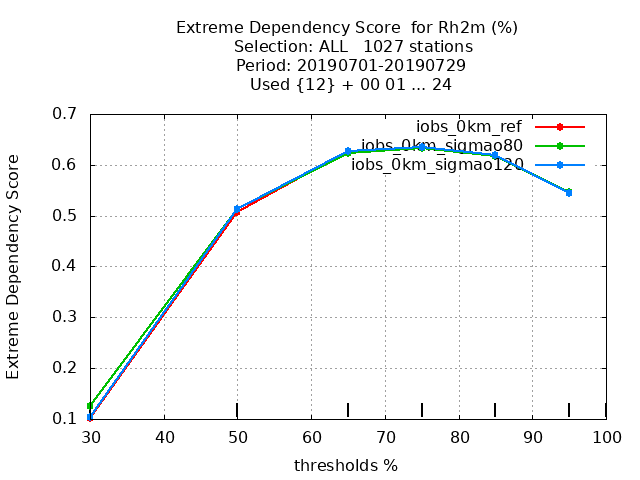 Extreme Dependency Score  for Rh2m (%)
Selection: ALL   1027 stations
Period: 20190701-20190729
Used {12} + 00 01 ... 24
iobs_0km_ref
iobs_0km_sigmao80
iobs_0km_sigmao120
Extreme Dependency Score
0.7
0.6
0.5
0.4
0.3
0.2
0.1
30 40 50 60 70 80 90 100
thresholds %